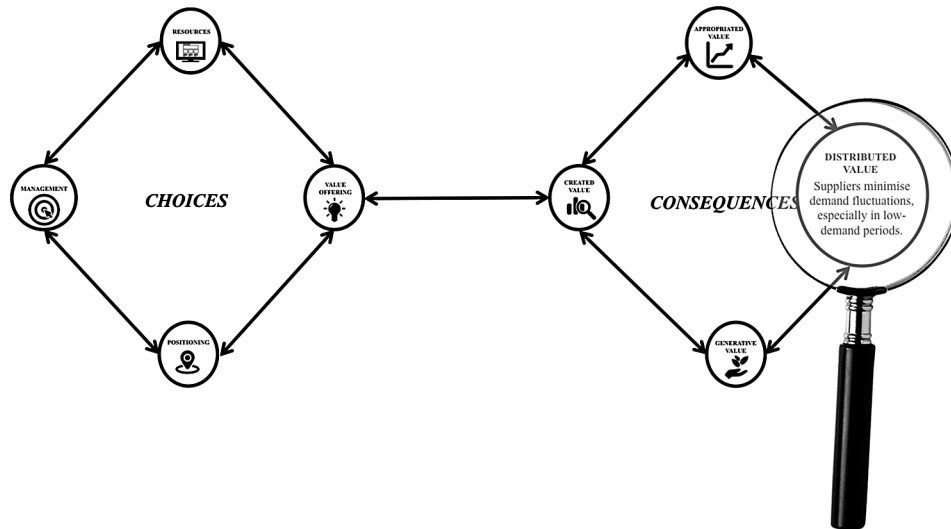 RESOURCES
APPROPRIATED
VALUE
MANAGEMENT
CHOICES
VALUE
OFFERING
CREATED
VALUE
CONSEQUENCES
DISTRIBUTED
VALUE
Suppliers minimise
demand fluctuations,
especially in low-
demand periods.
POSITIONING
GENERATIVE
VALUE